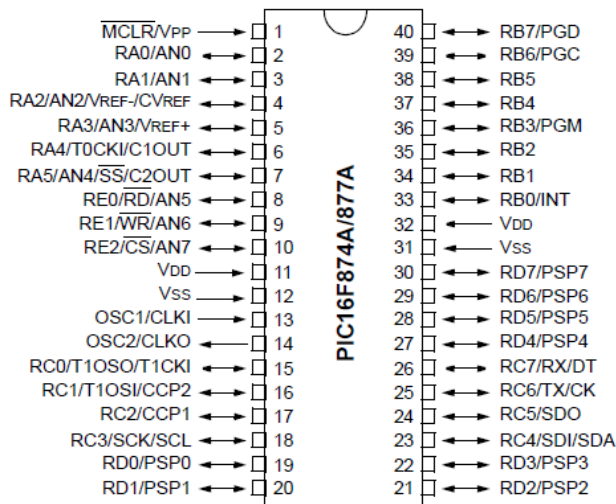 MCLR/VPP 1 40 RB7/PGD
RA0/AN0 2 39 RB6/PGC
RA1/AN1 3 38 RB5
RA2/AN2/VREF-/CVREF 4 37 RB4
RA3/AN3/VREF+ 5 36 RB3/PGM
RA4/T0CKI/C1OUT 6 35 RB2
RA5/AN4/SS/C2OUT 7 34 RB1
RE0/RD/AN5 8 33 RB0/INT
RE1/WR/AN6 9 32 VDD
RE2/CS/AN7 10 31 VSS
VDD 11 30 RD7/PSP7
VSS 12 29 RD6/PSP6
OSC1/CLKI 13 28 RD5/PSP5
OSC2/CLKO 14 27 RD4/PSP4
RC0/T1OSO/T1CKI 15 26 RC7/RX/DT
RC1/T1OSI/CCP2 16 25 RC6/TX/CK
RC2/CCP1 17 24 RC5/SDO
RC3/SCK/SCL 18 23 RC4/SDI/SDA
RD0/PSP0 19 22 RD3/PSP3
RD1/PSP1 20 21 RD2/PSP2
PIC16F874A/877A